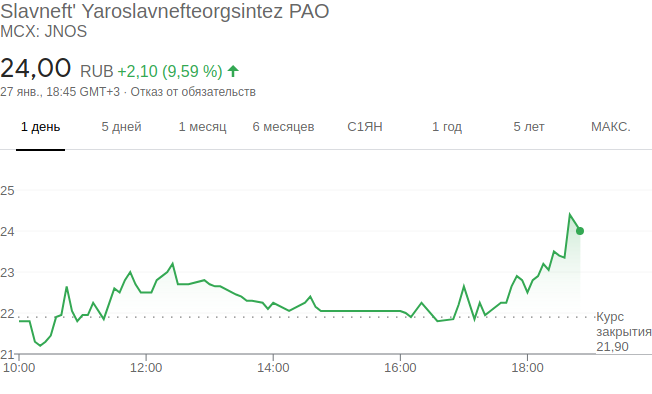 Slavneft' Yaroslavnefteorgsintez PAO
MCX: JNOS
24,00 RUB +2,10 (9,59 %)
27 янв., 18:45 GMT+3 · Отказ от обязательств
1 день 5 дней 1 месяц 6 месяцев С1ЯН 1 год 5 лет МАКС.
25
24
23
22
Курс
закрытия
21,90
21
10:00 12:00 14:00 16:00 18:00